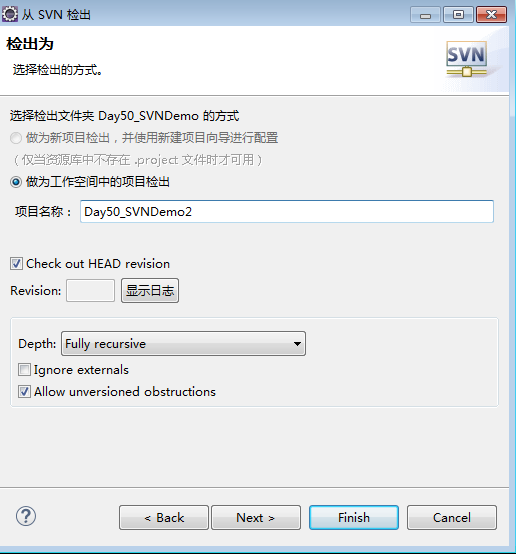 从 SVN 检出
检出为
选择检出的方式。
SVN
选择检出文件夹 Day50_SVNDemo 的方式
做为新项目检出，并使用新建项目向导进行配置
（仅当资源库中不存在 .project 文件时才可用）
做为工作空间中的项目检出
项目名称： Day50_SVNDemo2
Check out HEAD revision
Revision: 显示日志
Depth: Fully recursive
Ignore externals
Allow unversioned obstructions
? < Back Next > Finish Cancel